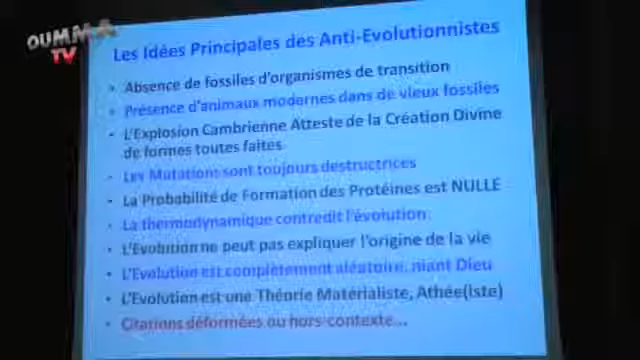 OUMMA
TV
Les Idées Principales des Anti-Evolutionnistes
• Absence de fossiles d'organismes de transition
• Présence d'animaux modernes dans de vieux fossiles
• L'Explosion Cambrienne Atteste de la Création Divine
de formes toutes faites
• Les Mutations sont toujours destructrices
• La Probabilité de Formation des Protéines est NULLE
• La thermodynamique contredit l'évolution
• L'Evolution ne peut pas expliquer l'origine de la vie
• L'Evolution est complètement aléatoire, niant Dieu
• L'Evolution est une Théorie Matérialiste, Athée(iste)
• Citations déformées ou hors-contexte...